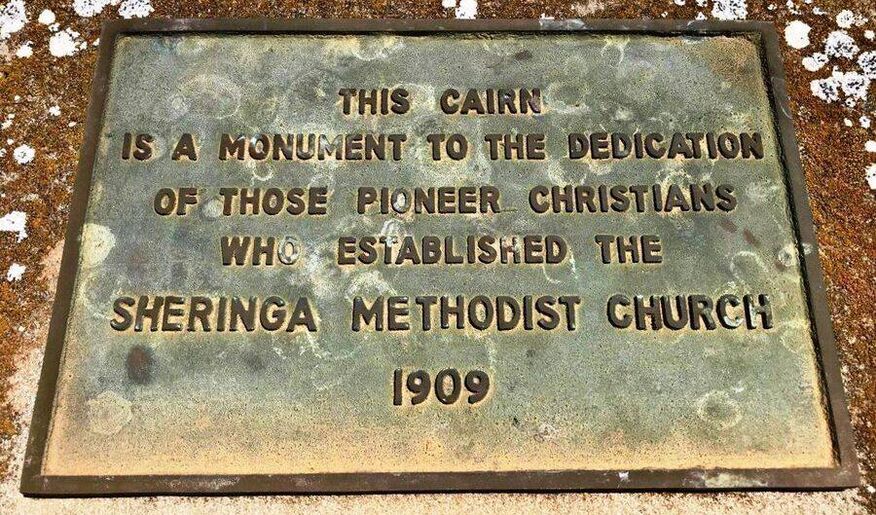 THIS CAIRN
IS A MONUMENT TO THE DEDICATION
OF THOSE PIONEER CHRISTIANS
WHO ESTABLISHED THE
SHERINGA METHODIST CHURCH
1909